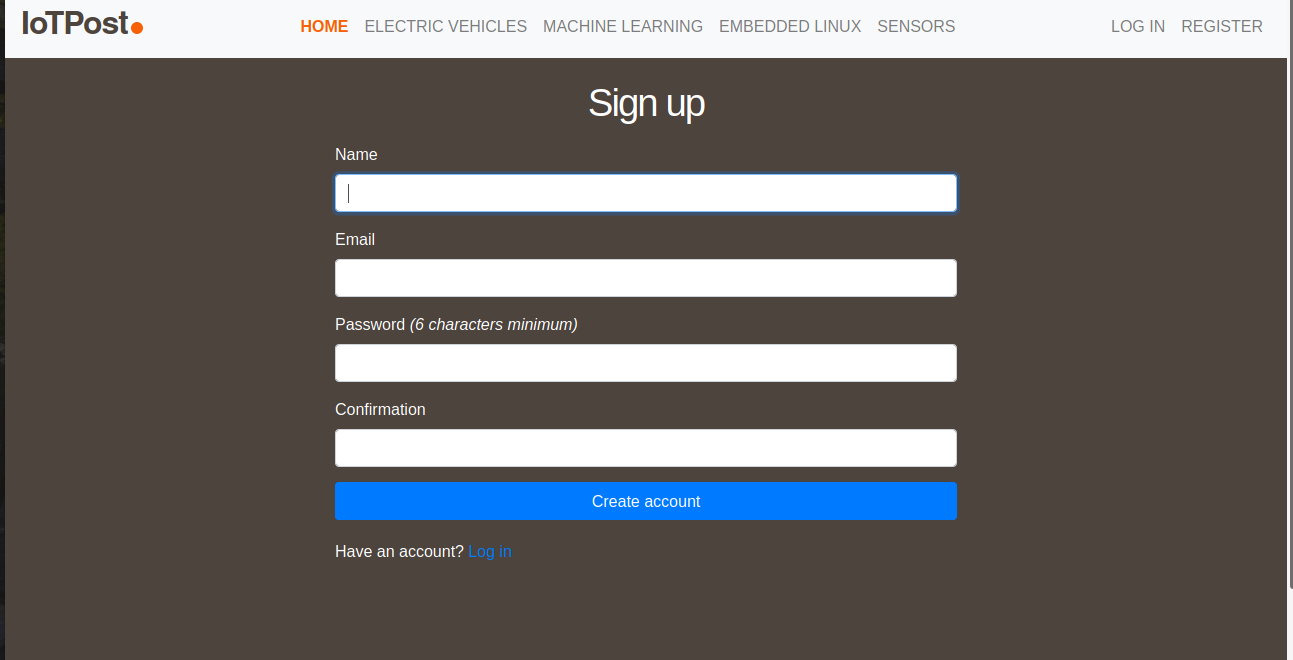 IoTPost
HOME ELECTRIC VEHICLES MACHINE LEARNING EMBEDDED LINUX SENSORS LOG IN REGISTER
Sign up
Name
Email
Password (6 characters minimum)
Confirmation
Create account
Have an account? Log in